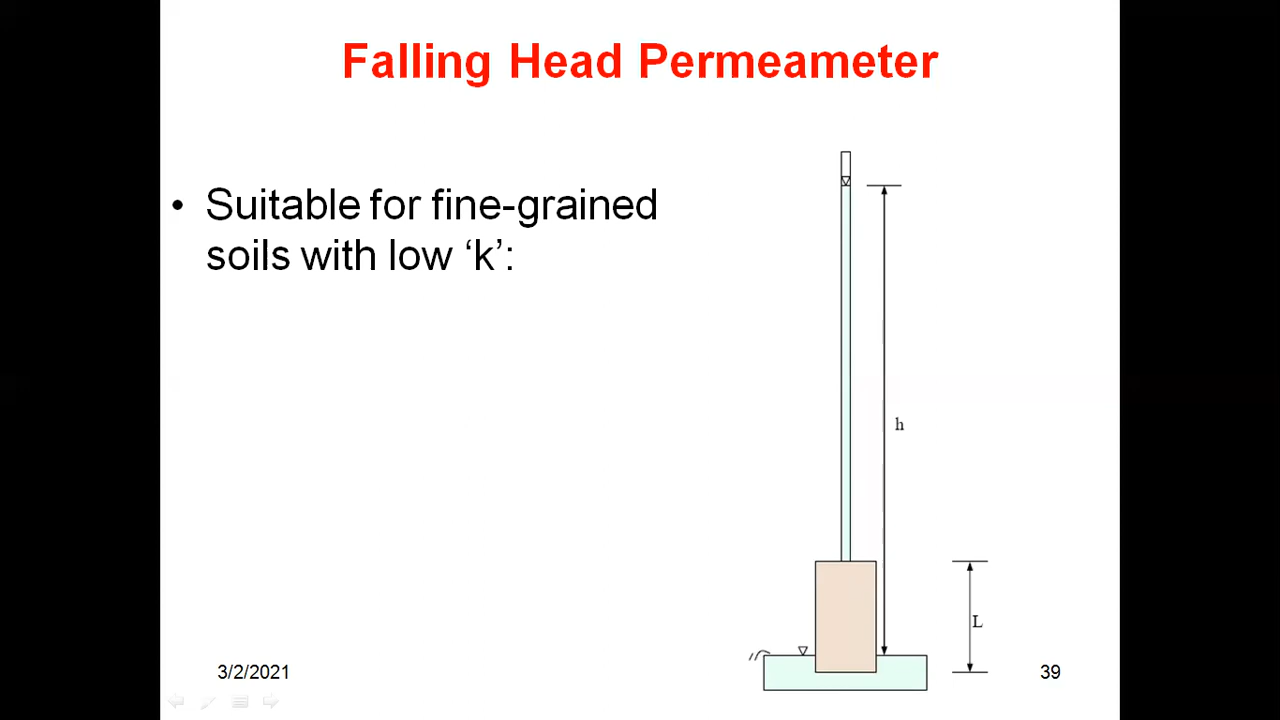 Falling Head Permeameter
• Suitable for fine-grained
soils with low ‘k’:
h
L
3/2/2021
39